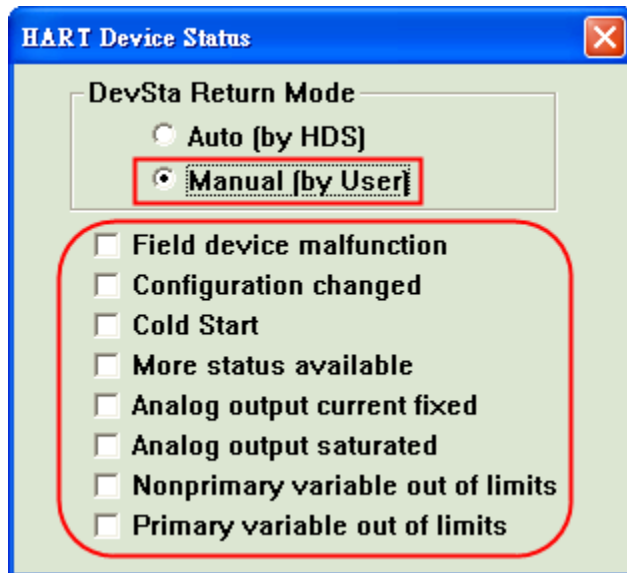 HART Device Status
DevSta Return Mode
Auto (by HDS)
Manual (by User)
Field device malfunction
Configuration changed
Cold Start
More status available
Analog output current fixed
Analog output saturated
Nonprimary variable out of limits
Primary variable out of limits